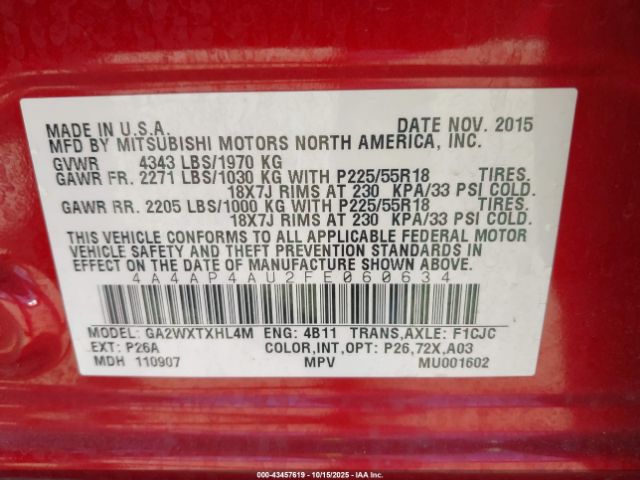 MADE IN U.S.A. DATE NOV. 2015
MFD BY MITSUBISHI MOTORS NORTH AMERICA, INC.
GVWR 4343 LBS/1970 KG
GAWR FR. 2271 LBS/1030 KG WITH P225/55R18 TIRES.
18X7J RIMS AT 230 KPA/33 PSI COLD.
GAWR RR. 2205 LBS/1000 KG WITH P225/55R18 TIRES.
18X7J RIMS AT 230 KPA/33 PSI COLD.
THIS VEHICLE CONFORMS TO ALL APPLICABLE FEDERAL MOTOR
VEHICLE SAFETY AND THEFT PREVENTION STANDARDS IN
EFFECT ON THE DATE OF MANUFACTURE SHOWN ABOVE.
4A4AP4AU2FE060634
MODEL: GA2WXTXHL4M ENG: 4B11 TRANS,AXLE: F1CJC
EXT: P26A COLOR,INT,OPT: P26,72X,A03
MDH 110907 MPV MU001602
000-43457619 - 10/15/2025 - IAA Inc.